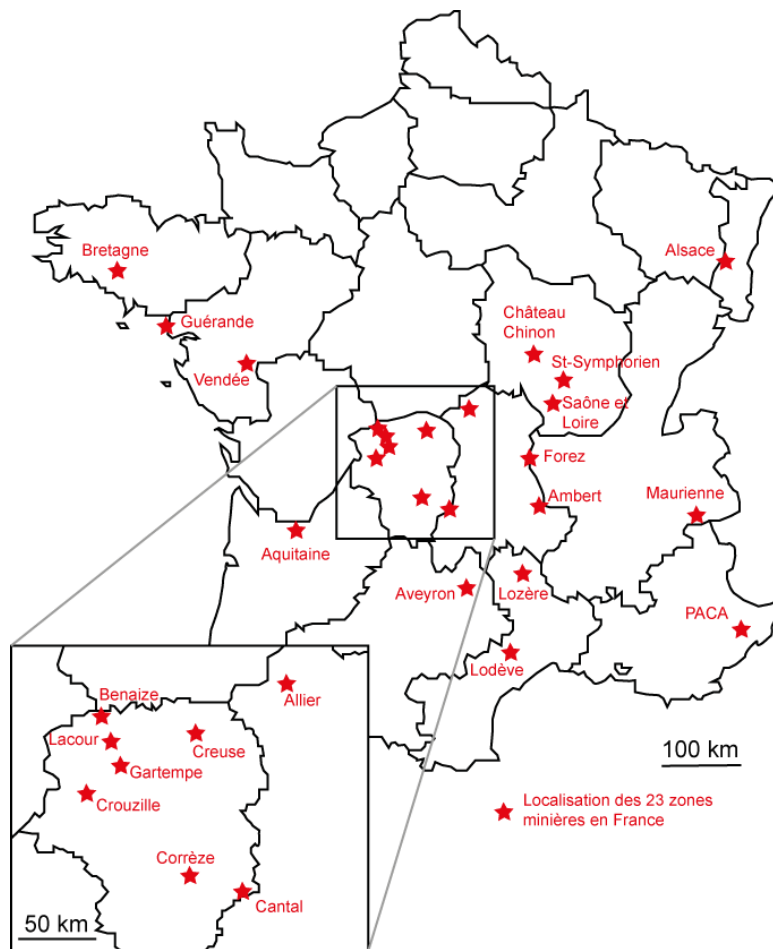 Bretagne
Alsace
Guérande
Château
Chinon
St-Symphorien
Vendée
Saône et
Loire
Forez
Ambert
Maurienne
Aquitaine
Aveyron
Lozère
PACA
Lodève
Benaize
Allier
Lacour
Creuse
Gartempe
Crouzille
Corrèze
Cantal
50 km
100 km
Localisation des 23 zones
minières en France